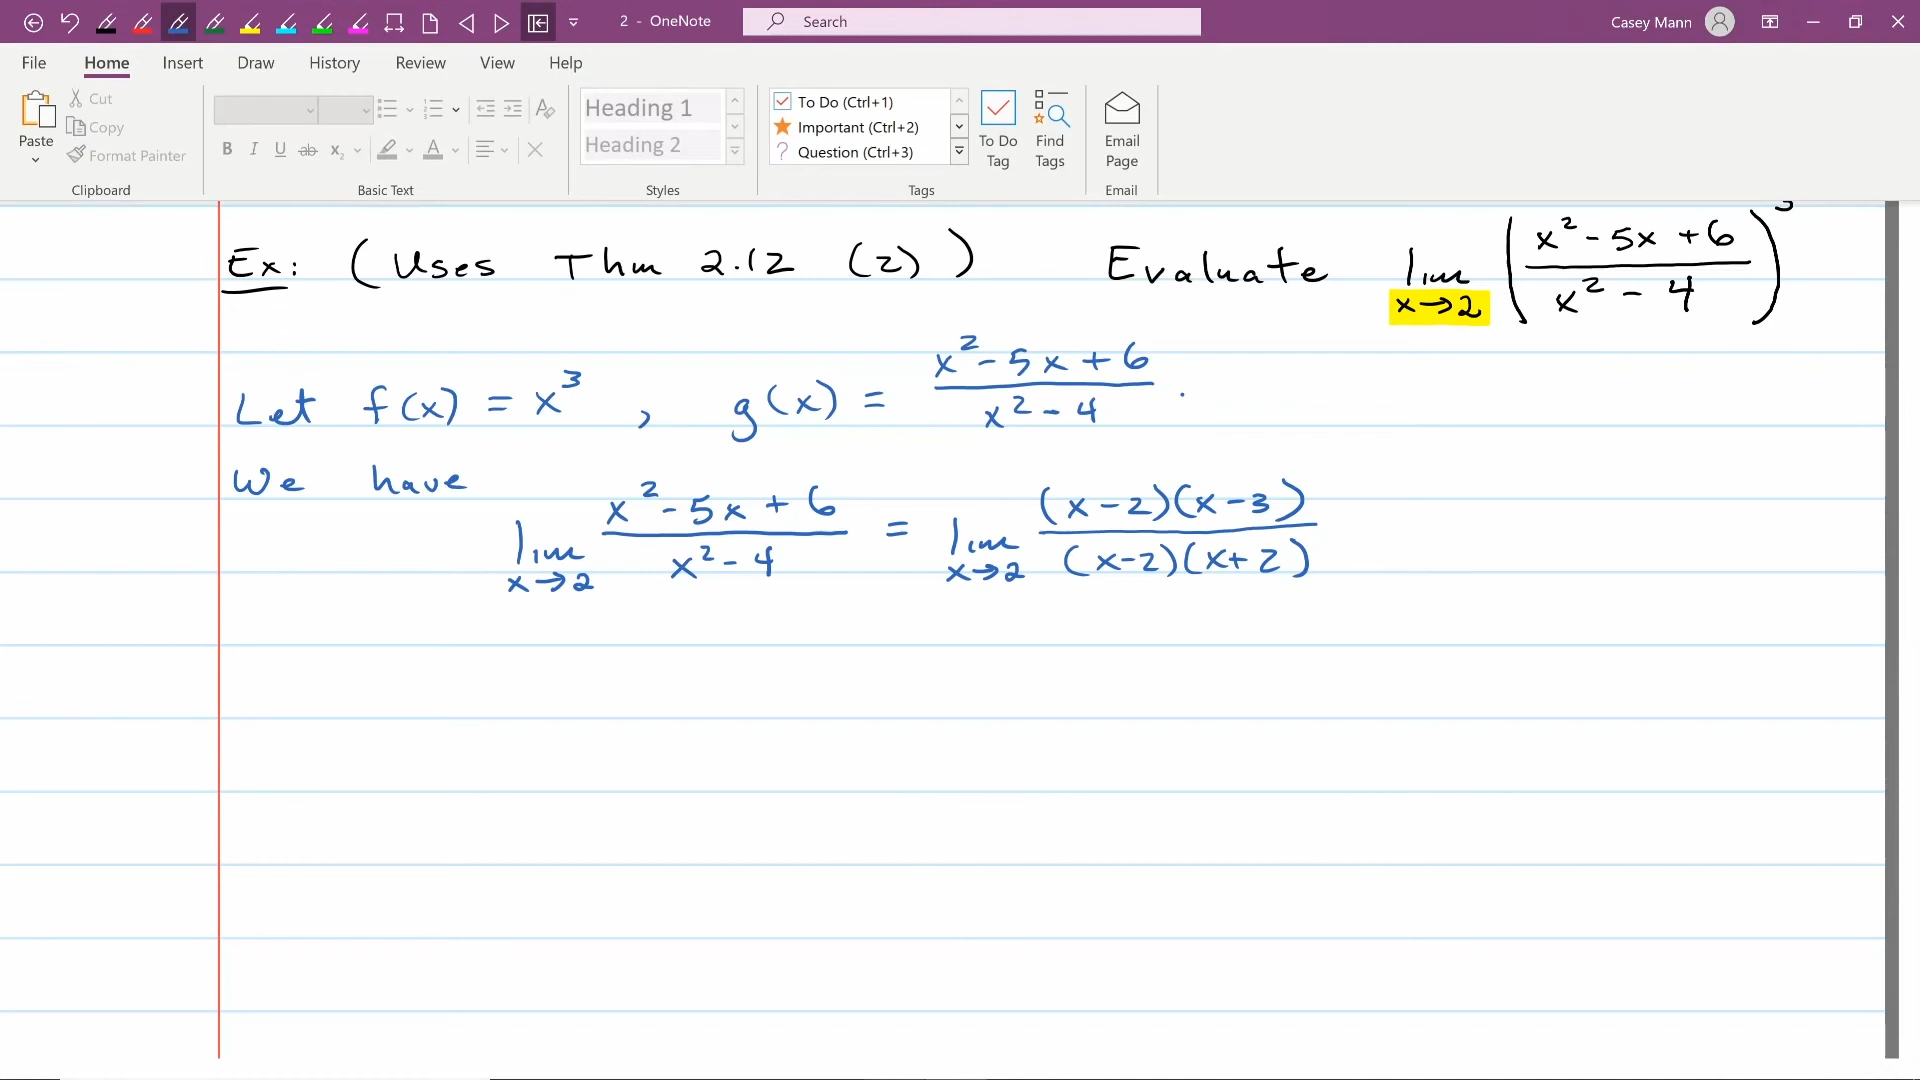 2 - OneNote
Search
Casey Mann
File Home Insert Draw History Review View Help
Paste
Cut
Copy
Format Painter
Clipboard
B I U ab x₂ A
Basic Text
Heading 1
Heading 2
Styles
To Do (Ctrl+1)
Important (Ctrl+2)
Question (Ctrl+3)
Tags
To Do Tag
Find Tags
Email Page
Email
Ex: (Uses Thm 2.12 (2)) Evaluate lim x→2 ((x² - 5x + 6)/(x² - 4))³
Let f(x) = x³, g(x) = (x² - 5x + 6)/(x² - 4).
We have
lim x→2 (x² - 5x + 6)/(x² - 4) = lim x→2 ((x-2)(x-3))/((x-2)(x+2))